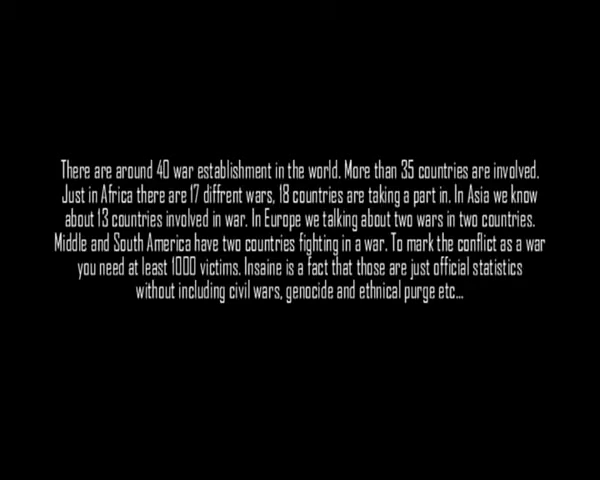 There are around 40 war establishment in the world. More than 35 countries are involved.
Just in Africa there are 17 diffrent wars, 18 countries are taking a part in. In Asia we know
about 13 countries involved in war. In Europe we talking about two wars in two countries.
Middle and South America have two countries fighting in a war. To mark the conflict as a war
you need at least 1000 victims. Insaine is a fact that those are just official statistics
without including civil wars, genocide and ethnical purge etc...